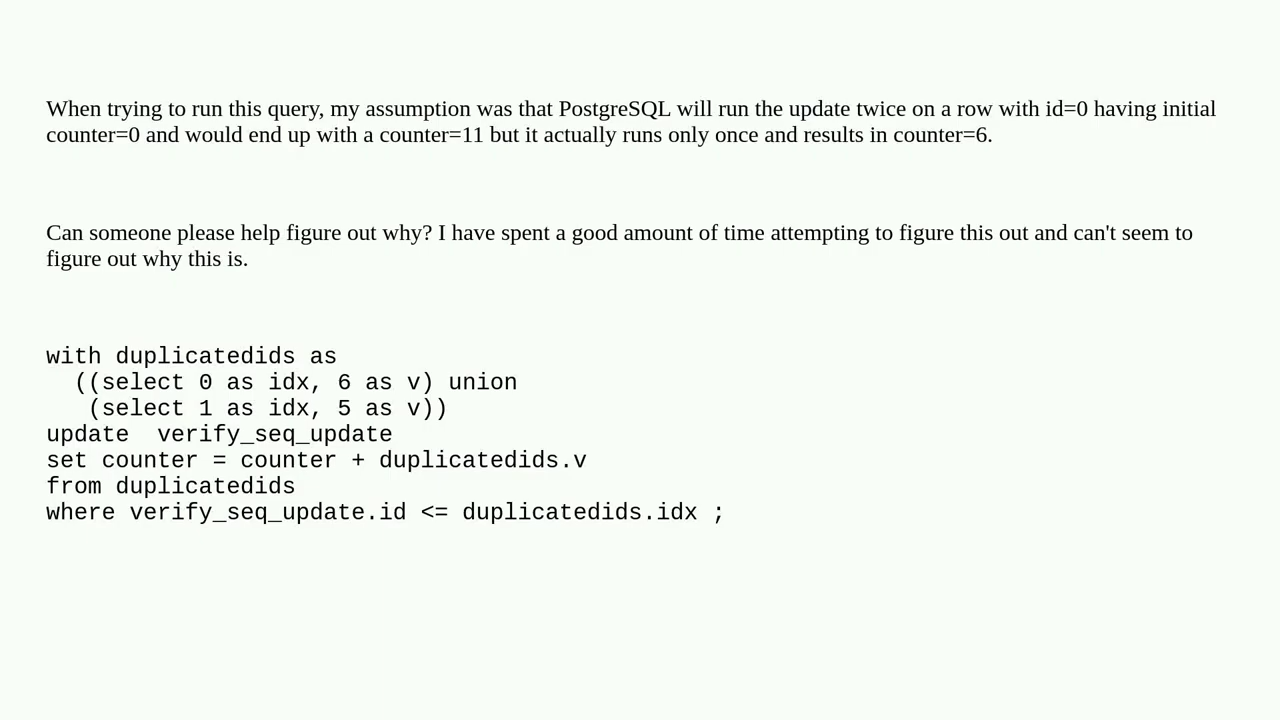 When trying to run this query, my assumption was that PostgreSQL will run the update twice on a row with id=0 having initial
counter=0 and would end up with a counter=11 but it actually runs only once and results in counter=6.
Can someone please help figure out why? I have spent a good amount of time attempting to figure this out and can't seem to
figure out why this is.
with duplicatedids as
  ((select 0 as idx, 6 as v) union
   (select 1 as idx, 5 as v))
update  verify_seq_update
set counter = counter + duplicatedids.v
from duplicatedids
where verify_seq_update.id <= duplicatedids.idx ;